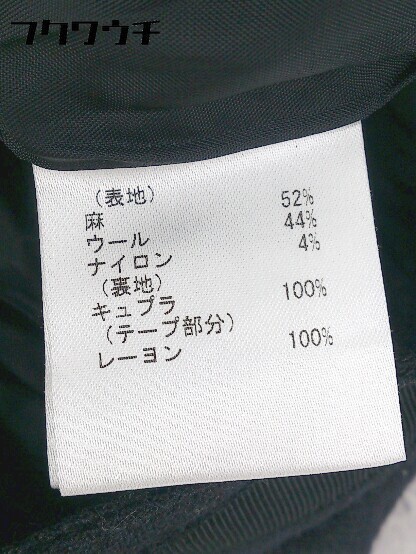 フクワウチ
(表地)
麻 52%
ウール 44%
ナイロン 4%
(裏地)
キュプラ 100%
(テープ部分)
レーヨン 100%